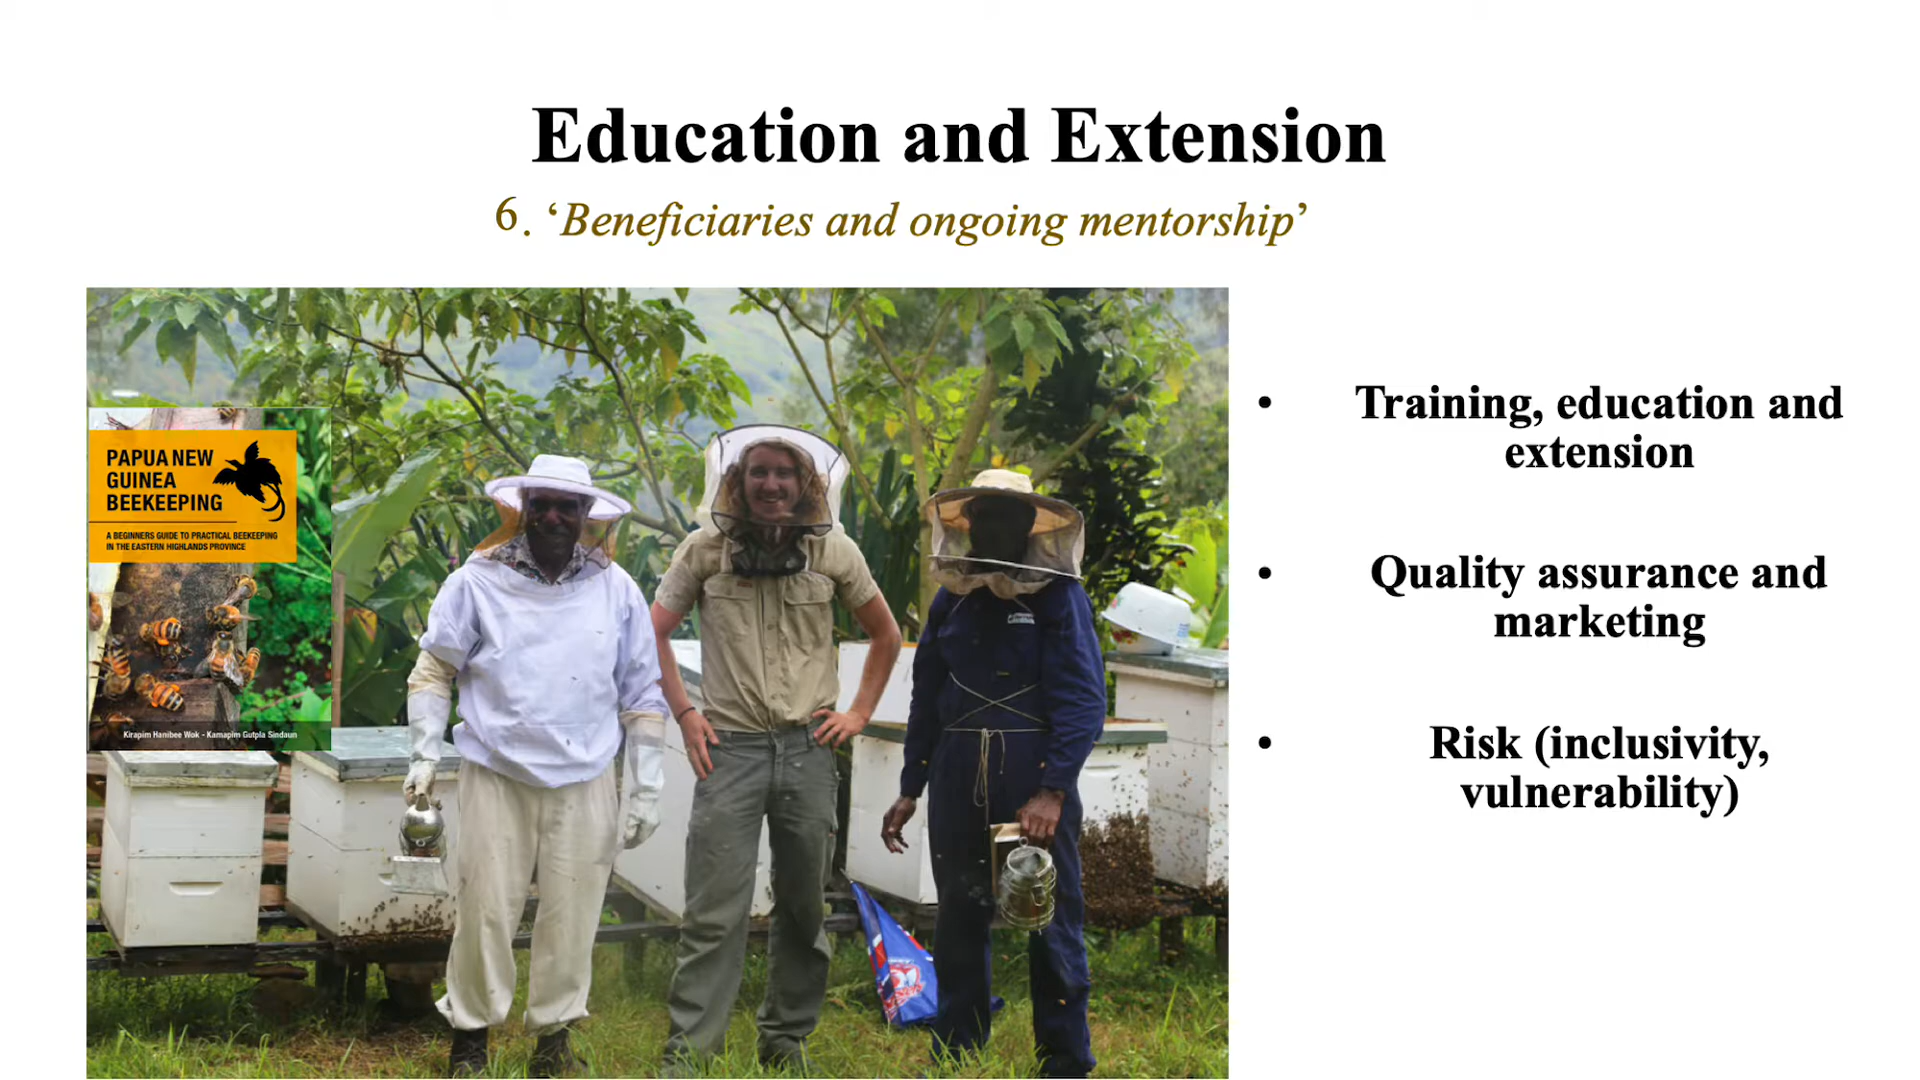 Education and Extension
6. ‘Beneficiaries and ongoing mentorship’
PAPUA NEW
GUINEA
BEEKEEPING
A BEGINNERS GUIDE TO PRACTICAL BEEKEEPING
IN THE EASTERN HIGHLANDS PROVINCE
Kirapim Hanibee Wok - Kamapim Gutpla Sindaun
• Training, education and
extension
• Quality assurance and
marketing
• Risk (inclusivity,
vulnerability)